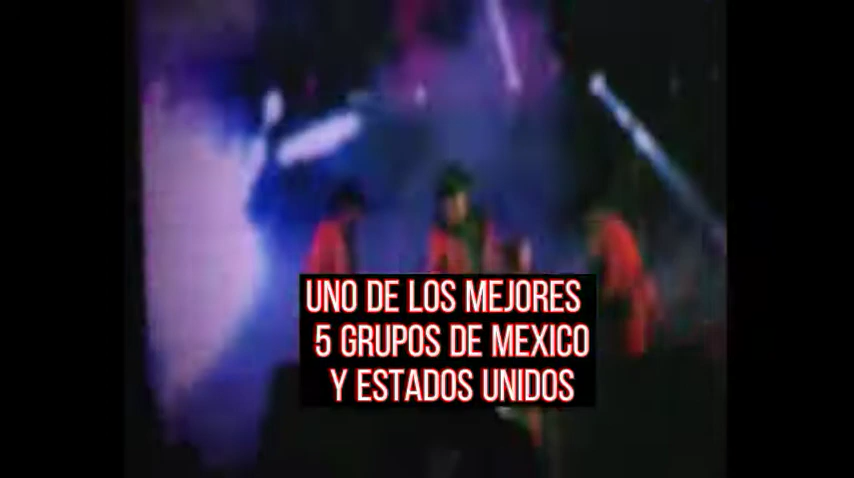 UNO DE LOS MEJORES
5 GRUPOS DE MEXICO
Y ESTADOS UNIDOS